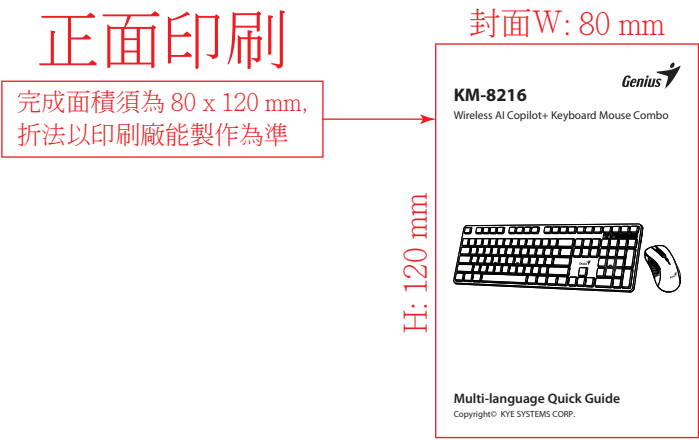 正面印刷
封面W: 80 mm
完成面積須為 80 x 120 mm,
折法以印刷廠能製作為準
Genius
KM-8216
Wireless AI Copilot+ Keyboard Mouse Combo
H: 120 mm
Multi-language Quick Guide
Copyright© KYE SYSTEMS CORP.